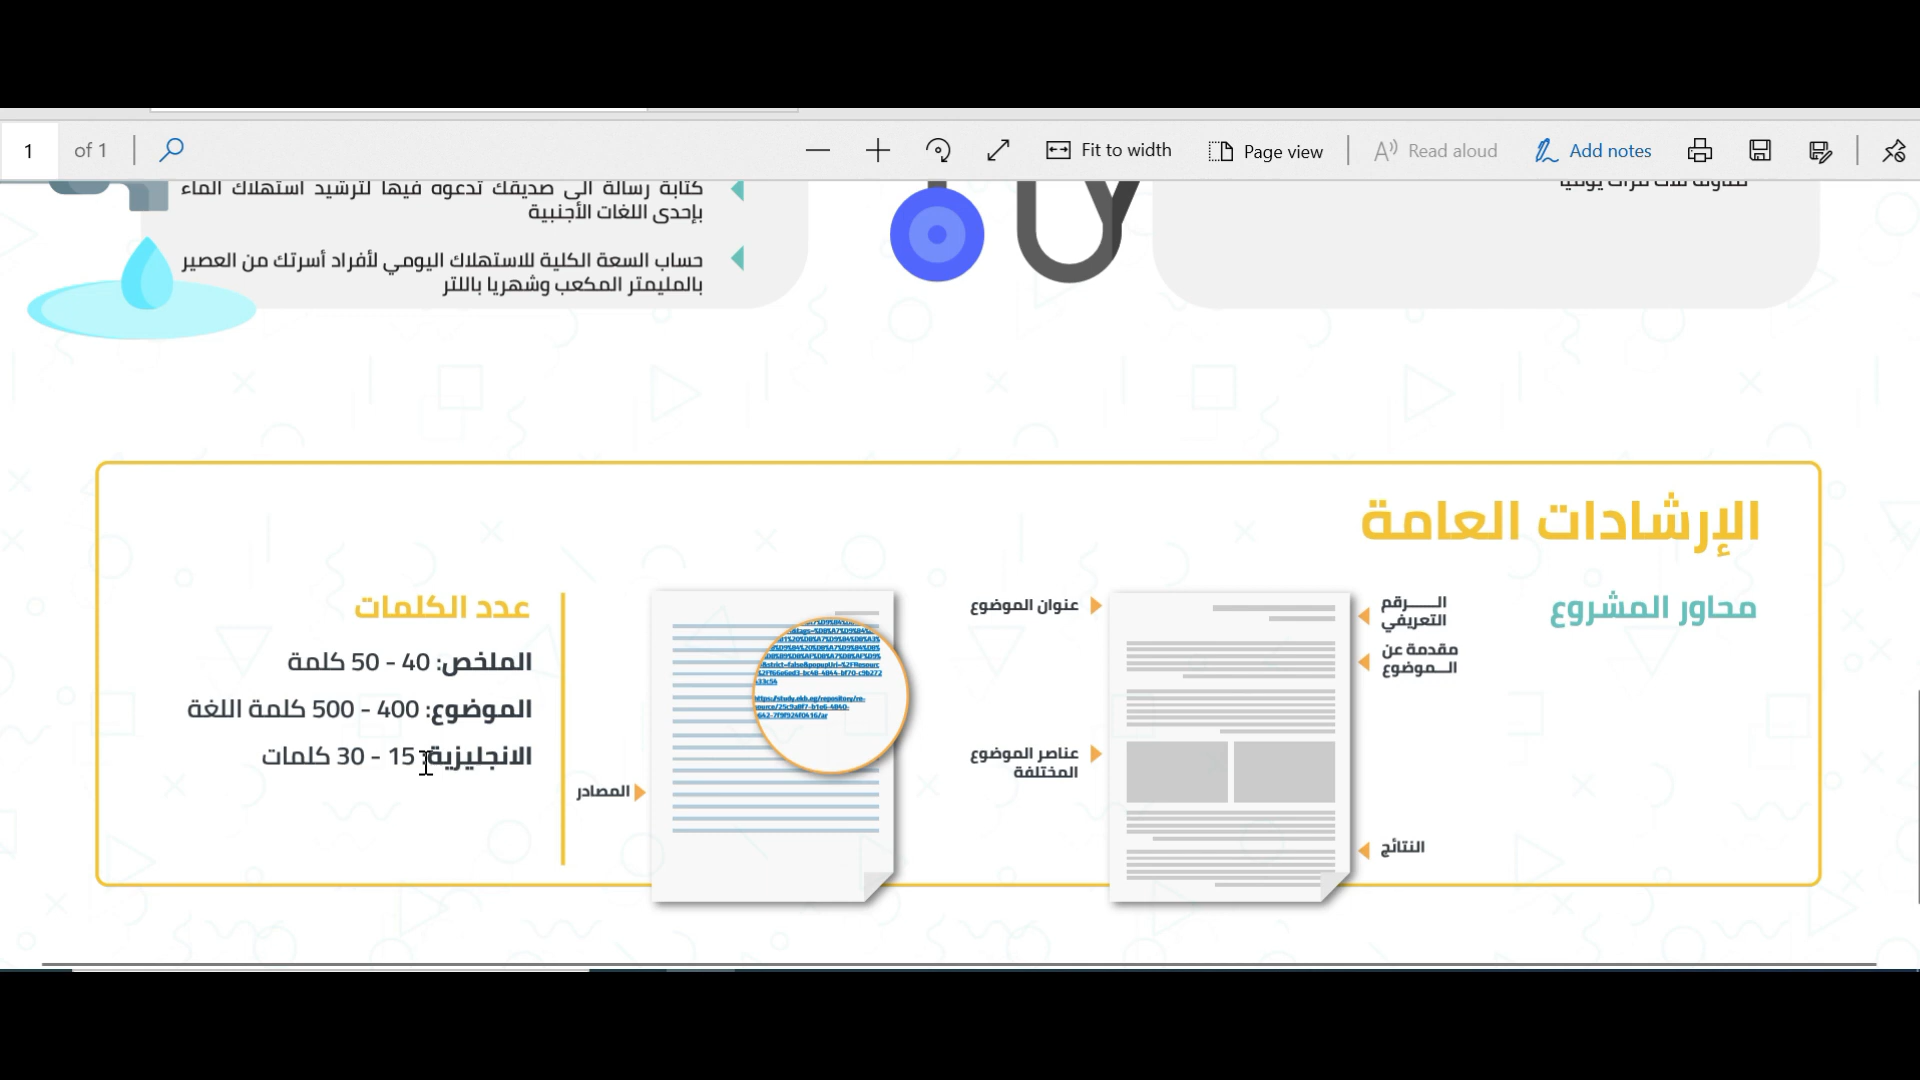 1 of 1
Fit to width
Page view
Read aloud
Add notes
كتابة رسالة الى صديقك تدعوه فيها لترشيد استهلاك الماء
بإحدى اللغات الأجنبية
حساب السعة الكلية للاستهلاك اليومي لأفراد أسرتك من العصير
بالمليمتر المكعب وشهريا باللتر
الإرشادات العامة
محاور المشروع
الـــــرقم
التعريفي
مقدمة عن
الـــموضوع
النتائج
عنوان الموضوع
عناصر الموضوع
المختلفة
المصادر
عدد الكلمات
الملخص: 40 - 50 كلمة
الموضوع: 400 - 500 كلمة اللغة
الانجليزية: 15 - 30 كلمات